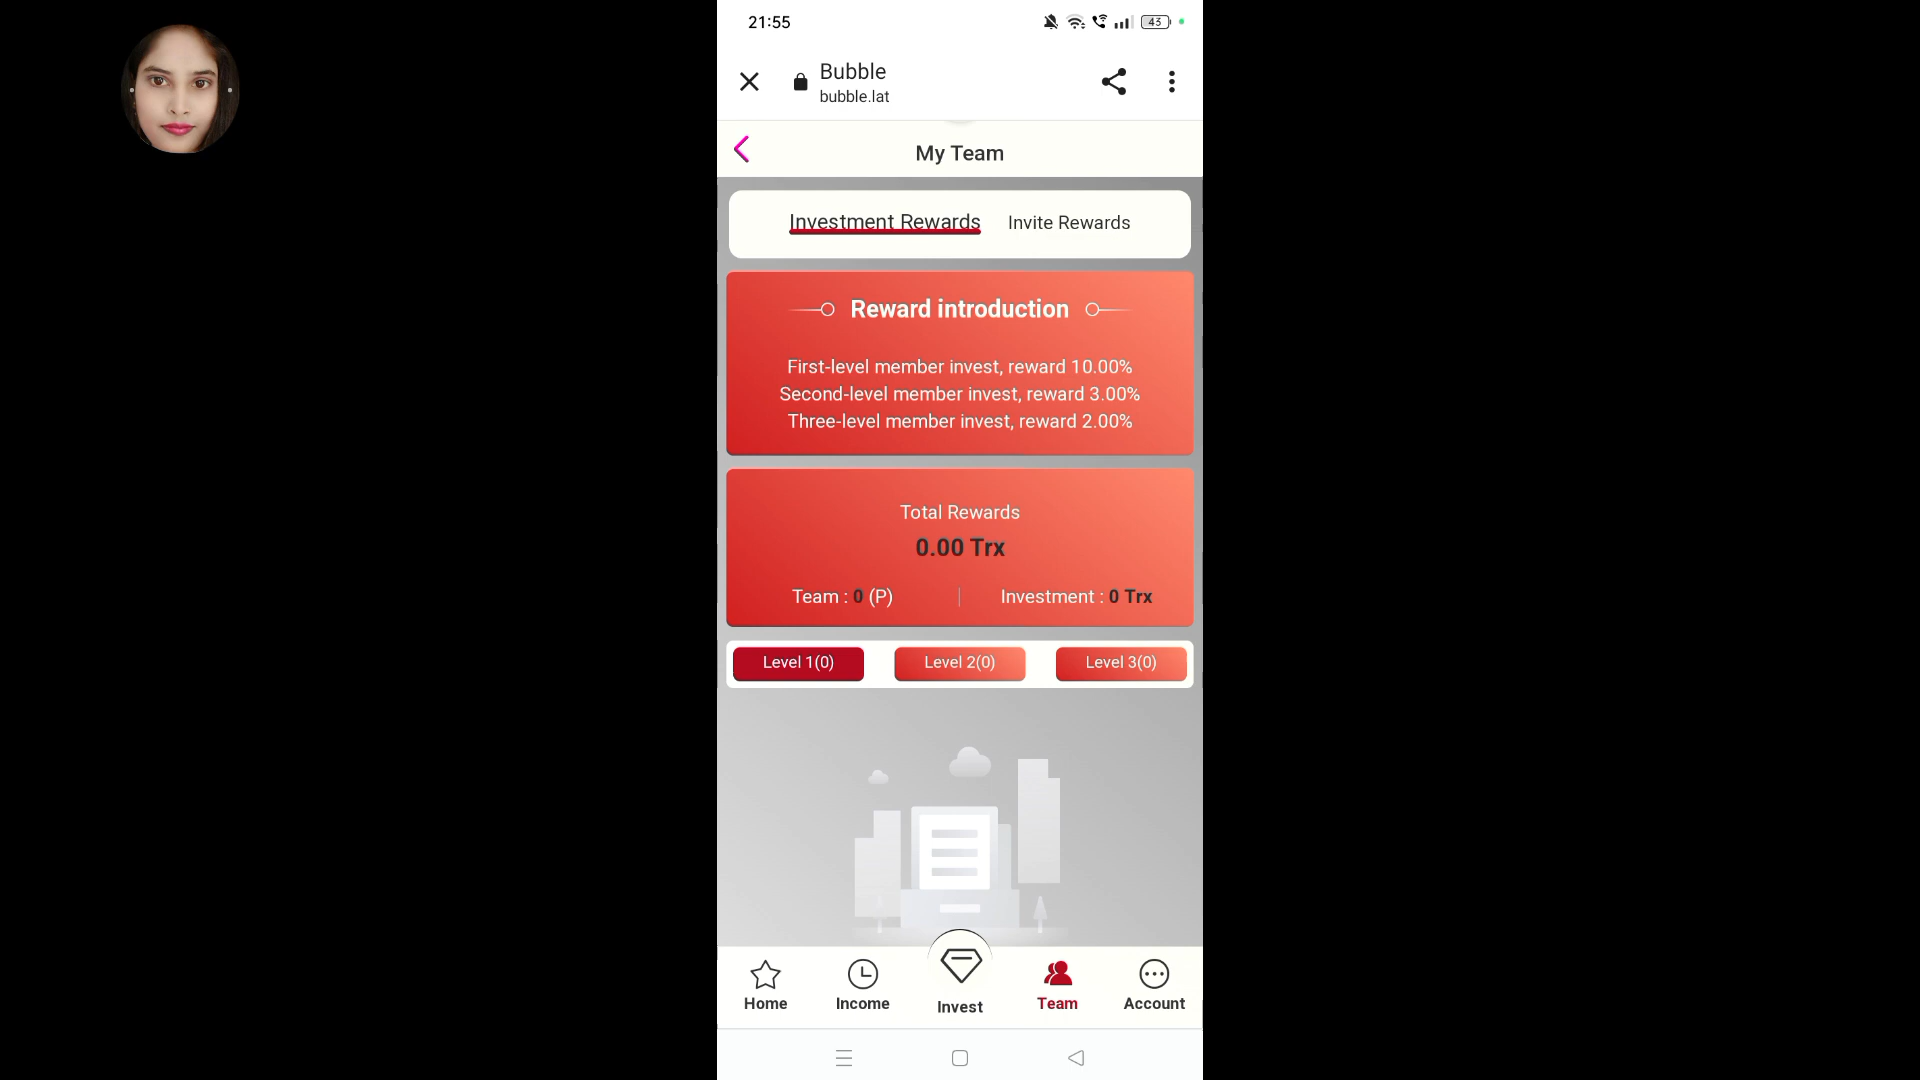 21:55
43
Bubble
bubble.lat
My Team
Investment Rewards Invite Rewards
Reward introduction
First-level member invest, reward 10.00%
Second-level member invest, reward 3.00%
Three-level member invest, reward 2.00%
Total Rewards
0.00 Trx
Team : 0 (P) Investment : 0 Trx
Level 1(0) Level 2(0) Level 3(0)
Home Income Invest Team Account